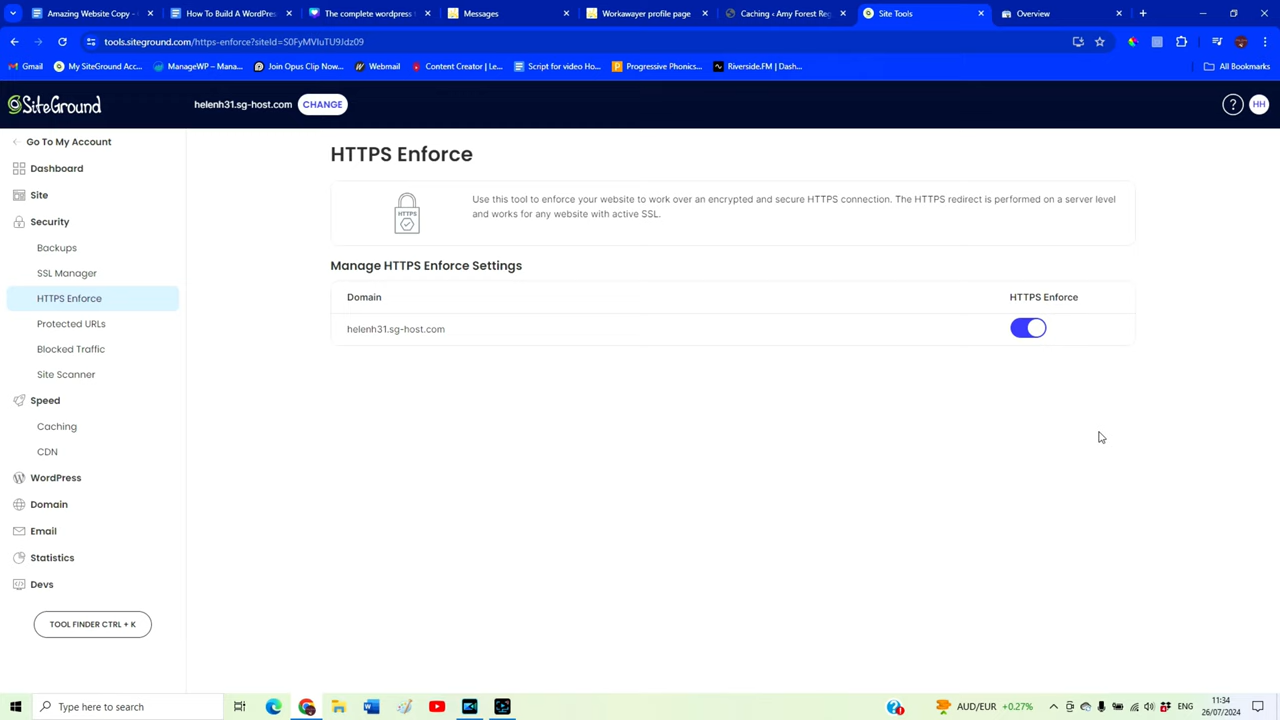 Amazing Website Copy -
How To Build A WordPres
The complete wordpress
Messages
Workawayer profile page
Caching ‹ Amy Forest Reg
Site Tools
Overview
tools.siteground.com/https-enforce?siteId=S0FyMVIuTU9Jdz09
Gmail
My SiteGround Acc...
ManageWP – Mana...
Join Opus Clip Now...
Webmail
Content Creator | Le...
Script for video Ho...
Progressive Phonics...
Riverside.FM | Dash...
All Bookmarks
SiteGround
helenh31.sg-host.com
CHANGE
?
HH
Go To My Account
Dashboard
Site
Security
Backups
SSL Manager
HTTPS Enforce
Protected URLs
Blocked Traffic
Site Scanner
Speed
Caching
CDN
WordPress
Domain
Email
Statistics
Devs
TOOL FINDER CTRL + K
HTTPS Enforce
HTTPS
Use this tool to enforce your website to work over an encrypted and secure HTTPS connection. The HTTPS redirect is performed on a server level
and works for any website with active SSL.
Manage HTTPS Enforce Settings
Domain
HTTPS Enforce
helenh31.sg-host.com
Type here to search
AUD/EUR +0.27%
ENG
11:34
26/07/2024